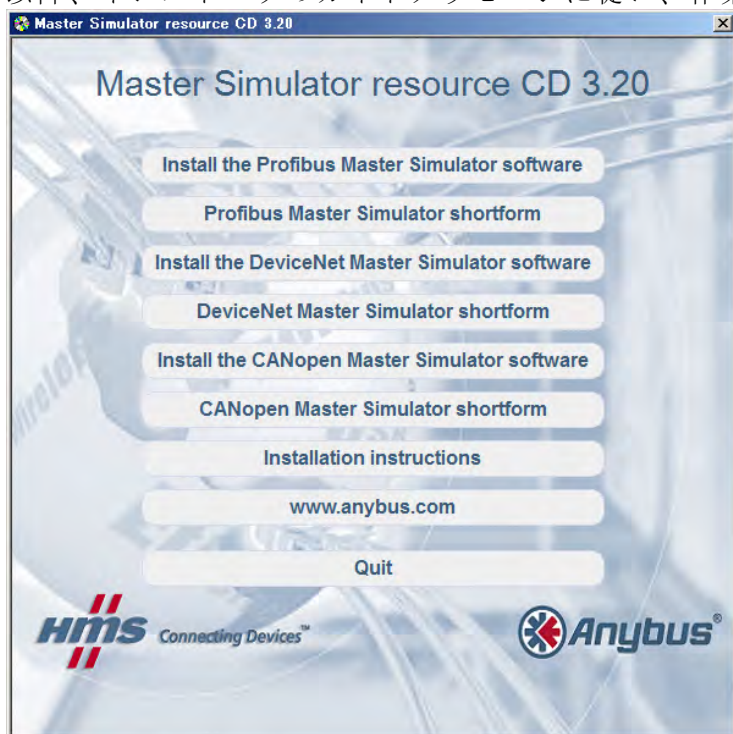 Master Simulator resource CD 3.20
Master Simulator resource CD 3.20
Install the Profibus Master Simulator software
Profibus Master Simulator shortform
Install the DeviceNet Master Simulator software
DeviceNet Master Simulator shortform
Install the CANopen Master Simulator software
CANopen Master Simulator shortform
Installation instructions
www.anybus.com
Quit
HMS Connecting Devices™
Anybus®